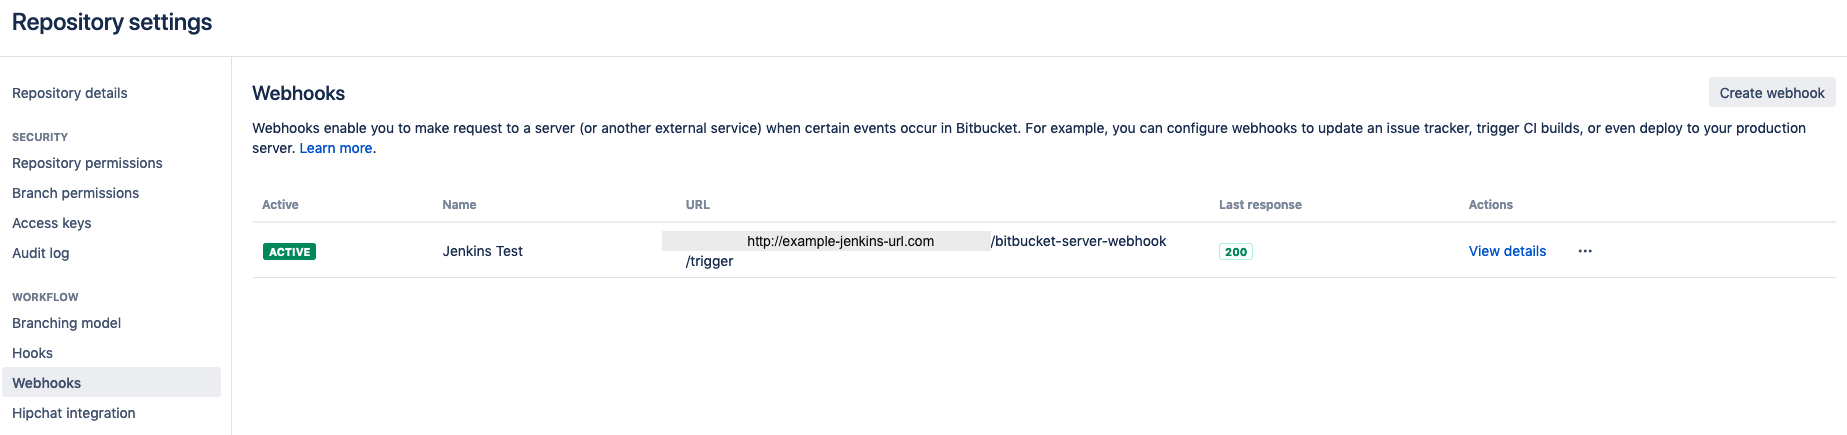 Repository settings
Repository details
SECURITY
Repository permissions
Branch permissions
Access keys
Audit log
WORKFLOW
Branching model
Hooks
Webhooks
Hipchat integration
Webhooks
Create webhook
Webhooks enable you to make request to a server (or another external service) when certain events occur in Bitbucket. For example, you can configure webhooks to update an issue tracker, trigger CI builds, or even deploy to your production
server. Learn more.
Active Name URL Last response Actions
ACTIVE Jenkins Test http://example-jenkins-url.com/bitbucket-server-webhook
/trigger 200 View details ···